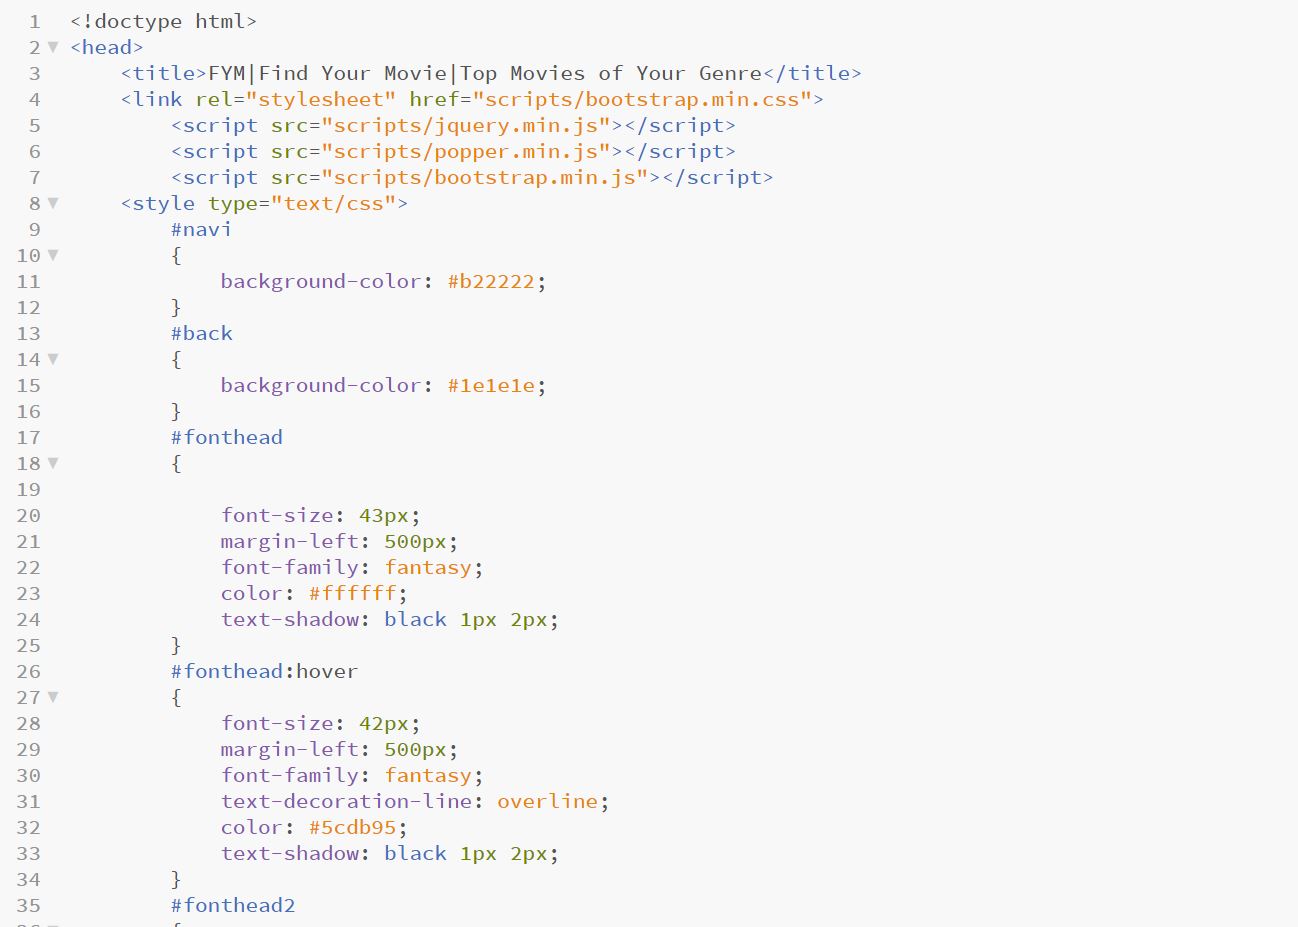 1 <!doctype html>
2 <head>
3 <title>FYM|Find Your Movie|Top Movies of Your Genre</title>
4 <link rel="stylesheet" href="scripts/bootstrap.min.css">
5 <script src="scripts/jquery.min.js"></script>
6 <script src="scripts/popper.min.js"></script>
7 <script src="scripts/bootstrap.min.js"></script>
8 <style type="text/css">
9 #navi
10 {
11 background-color: #b22222;
12 }
13 #back
14 {
15 background-color: #1e1e1e;
16 }
17 #fonthead
18 {
19
20 font-size: 43px;
21 margin-left: 500px;
22 font-family: fantasy;
23 color: #ffffff;
24 text-shadow: black 1px 2px;
25 }
26 #fonthead:hover
27 {
28 font-size: 42px;
29 margin-left: 500px;
30 font-family: fantasy;
31 text-decoration-line: overline;
32 color: #5cdb95;
33 text-shadow: black 1px 2px;
34 }
35 #fonthead2